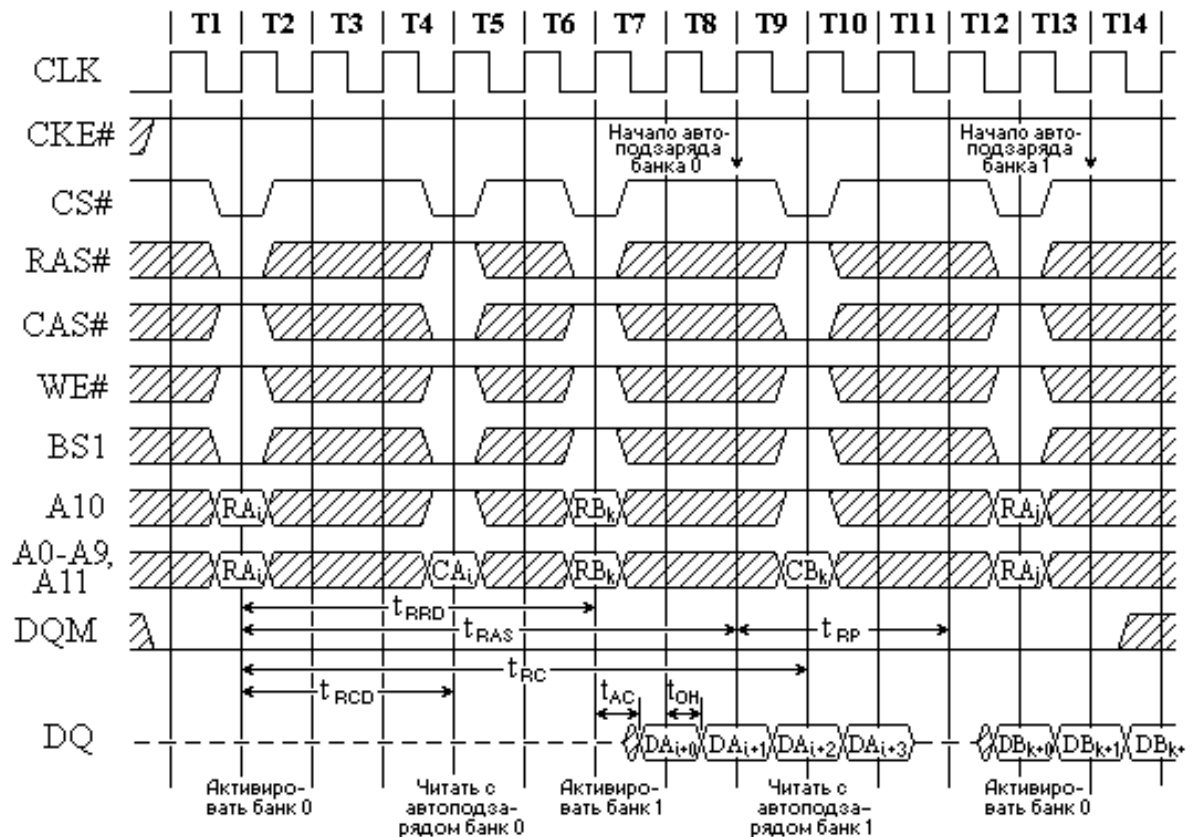 T1 T2 T3 T4 T5 T6 T7 T8 T9 T10 T11 T12 T13 T14
CLK
CKE#
Начало авто-
подзаряда
банка 0
Начало авто-
подзаряда
банка 1
CS#
RAS#
CAS#
WE#
BS1
A10 RAi RBk RAj
A0-A9,
A11
RAi CAi RBk CBk RAj
tRRD
DQM
tRAS tRP
tRC
tRCD tAC tOH
DQ DAi+0 DAi+1 DAi+2 DAi+3 DBk+0 DBk+1 DBk+
Активиро-
вать банк 0
Читать с
автоподза-
рядом банк 0
Активиро-
вать банк 1
Читать с
автоподза-
рядом банк 1
Активиро-
вать банк 0